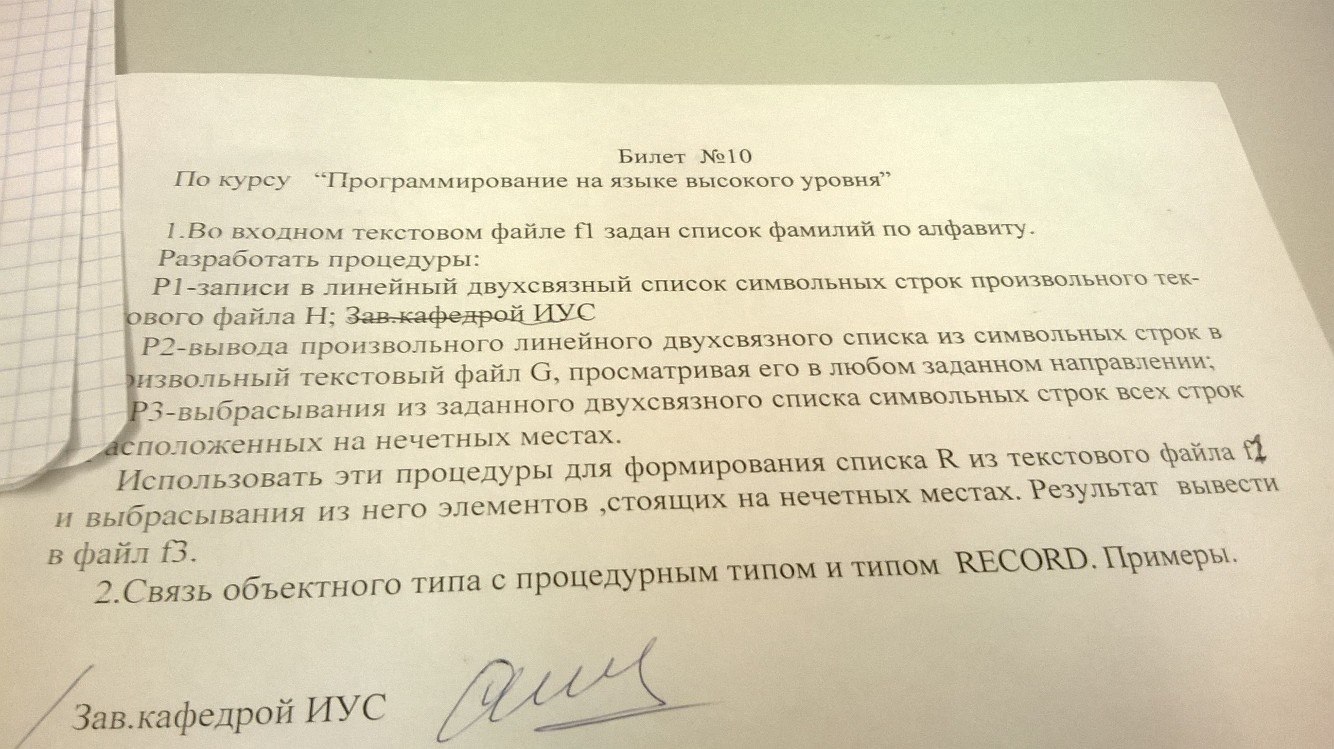 Билет №10
По курсу “Программирование на языке высокого уровня”
1.Во входном текстовом файле f1 задан список фамилий по алфавиту.
Разработать процедуры:
P1-записи в линейный двухсвязный список символьных строк произвольного тек-
ового файла H; Зав.кафедрой ИУС
P2-вывода произвольного линейного двухсвязного списка из символьных строк в
оизвольный текстовый файл G, просматривая его в любом заданном направлении;
P3-выбрасывания из заданного двухсвязного списка символьных строк всех строк
асположенных на нечетных местах.
Использовать эти процедуры для формирования списка R из текстового файла f1
и выбрасывания из него элементов ,стоящих на нечетных местах. Результат вывести
в файл f3.
2.Связь объектного типа с процедурным типом и типом RECORD. Примеры.
Зав.кафедрой ИУС